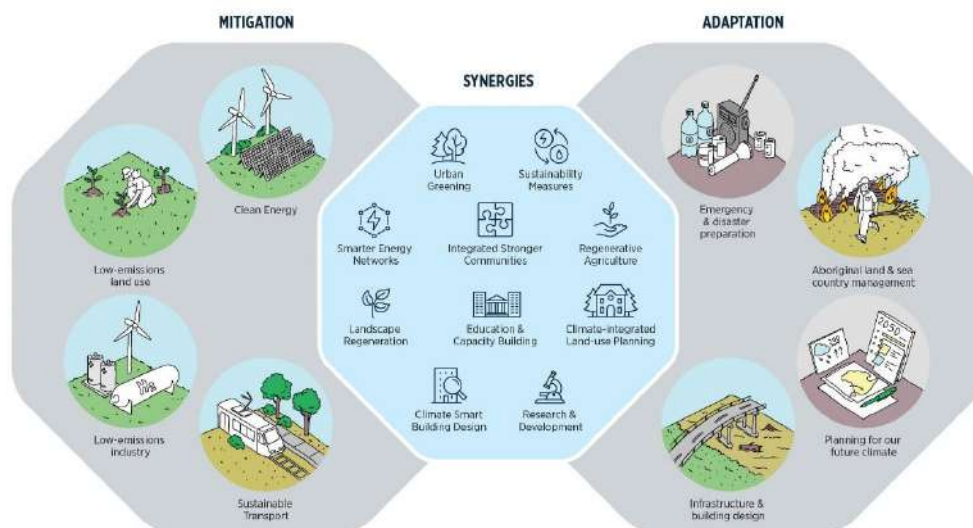 MITIGATION
ADAPTATION
SYNERGIES
Clean Energy
Low-emissions
land use
Low-emissions
industry
H₂
Sustainable
Transport
Urban
Greening
Sustainability
Measures
Smarter Energy
Networks
Integrated Stronger
Communities
Regenerative
Agriculture
Landscape
Regeneration
Education &
Capacity Building
Climate-integrated
Land-use Planning
Climate Smart
Building Design
Research &
Development
Emergency
& disaster
preparation
Aboriginal land & sea
country management
2050
Planning for our
future climate
Infrastructure &
building design